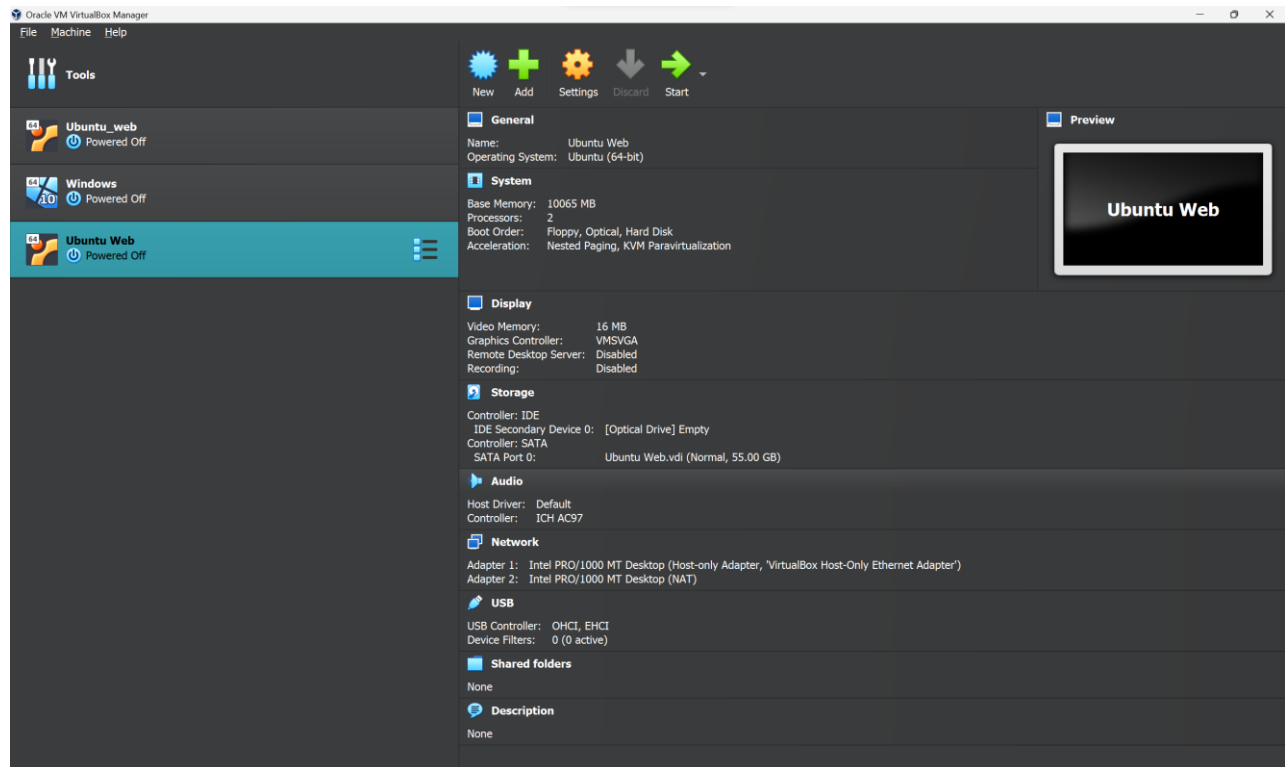 Oracle VM VirtualBox Manager
File Machine Help
Tools
New Add Settings Discard Start
64 Ubuntu_web
Powered Off
64 10 Windows
Powered Off
64 Ubuntu Web
Powered Off
General
Name: Ubuntu Web
Operating System: Ubuntu (64-bit)
System
Base Memory: 10065 MB
Processors: 2
Boot Order: Floppy, Optical, Hard Disk
Acceleration: Nested Paging, KVM Paravirtualization
Preview
Ubuntu Web
Display
Video Memory: 16 MB
Graphics Controller: VMSVGA
Remote Desktop Server: Disabled
Recording: Disabled
Storage
Controller: IDE
IDE Secondary Device 0: [Optical Drive] Empty
Controller: SATA
SATA Port 0: Ubuntu Web.vdi (Normal, 55.00 GB)
Audio
Host Driver: Default
Controller: ICH AC97
Network
Adapter 1: Intel PRO/1000 MT Desktop (Host-only Adapter, 'VirtualBox Host-Only Ethernet Adapter')
Adapter 2: Intel PRO/1000 MT Desktop (NAT)
USB
USB Controller: OHCI, EHCI
Device Filters: 0 (0 active)
Shared folders
None
Description
None